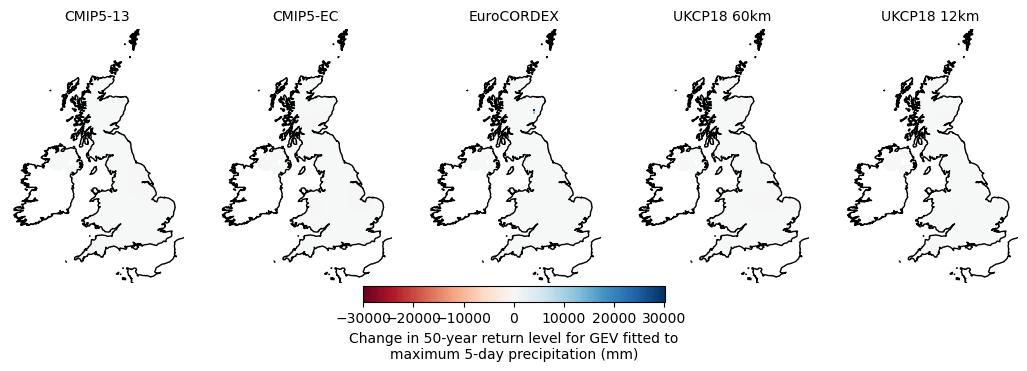 CMIP5-13 CMIP5-EC EuroCORDEX UKCP18 60km UKCP18 12km
−30000 −20000 −10000 0 10000 20000 30000
Change in 50-year return level for GEV fitted to
maximum 5-day precipitation (mm)